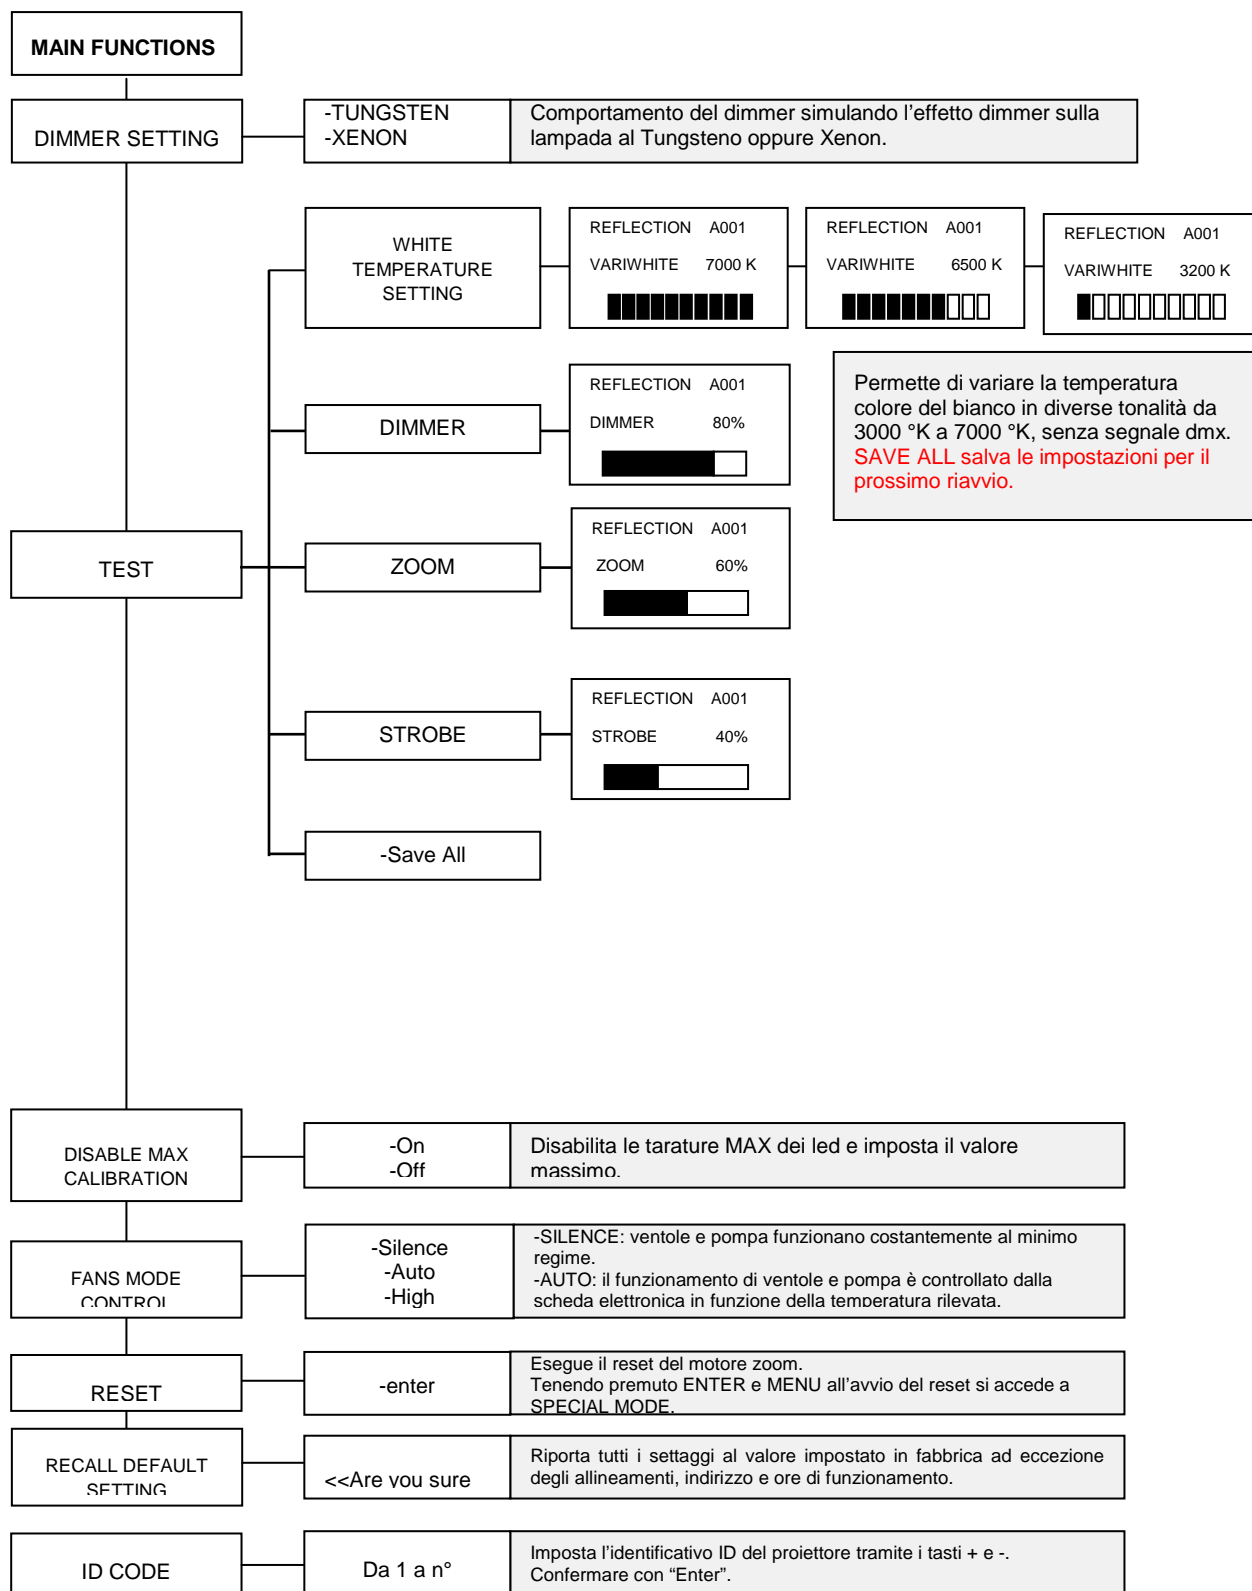 MAIN FUNCTIONS
DIMMER SETTING
-TUNGSTEN
-XENON
Comportamento del dimmer simulando l’effetto dimmer sulla
lampada al Tungsteno oppure Xenon.
WHITE
TEMPERATURE
SETTING
REFLECTION A001
VARIWHITE 7000 K
REFLECTION A001
VARIWHITE 6500 K
REFLECTION A001
VARIWHITE 3200 K
Permette di variare la temperatura
colore del bianco in diverse tonalità da
3000 °K a 7000 °K, senza segnale dmx.
SAVE ALL salva le impostazioni per il
prossimo riavvio.
DIMMER
REFLECTION A001
DIMMER 80%
TEST
ZOOM
REFLECTION A001
ZOOM 60%
STROBE
REFLECTION A001
STROBE 40%
-Save All
DISABLE MAX
CALIBRATION
-On
-Off
Disabilita le tarature MAX dei led e imposta il valore
massimo.
FANS MODE
CONTROL
-Silence
-Auto
-High
-SILENCE: ventole e pompa funzionano costantemente al minimo
regime.
-AUTO: il funzionamento di ventole e pompa è controllato dalla
scheda elettronica in funzione della temperatura rilevata.
RESET
-enter
Esegue il reset del motore zoom.
Tenendo premuto ENTER e MENU all'avvio del reset si accede a
SPECIAL MODE.
RECALL DEFAULT
SETTING
<<Are you sure
Riporta tutti i settaggi al valore impostato in fabbrica ad eccezione
degli allineamenti, indirizzo e ore di funzionamento.
ID CODE
Da 1 a n°
Imposta l’identificativo ID del proiettore tramite i tasti + e -.
Confermare con “Enter”.